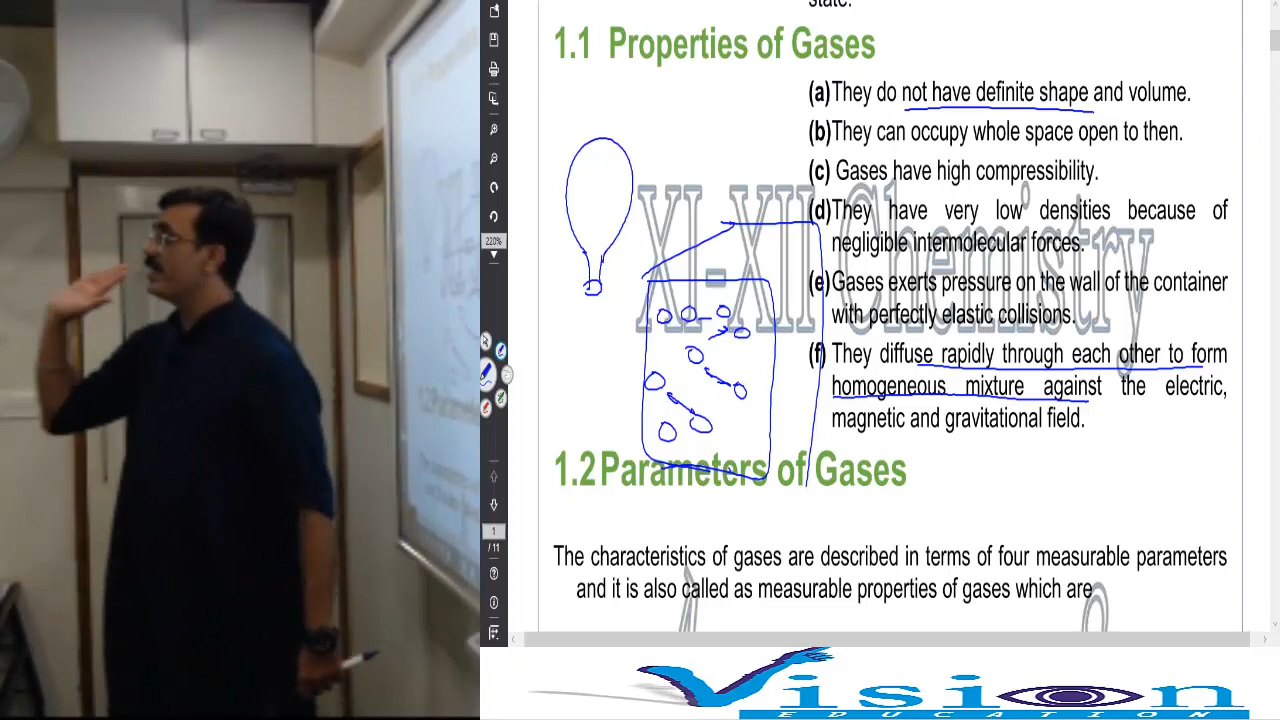 state.
1.1 Properties of Gases
(a) They do not have definite shape and volume.
(b) They can occupy whole space open to then.
(c) Gases have high compressibility.
(d) They have very low densities because of
negligible intermolecular forces.
(e) Gases exerts pressure on the wall of the container
with perfectly elastic collisions.
(f) They diffuse rapidly through each other to form
homogeneous mixture against the electric,
magnetic and gravitational field.
XI-XII Chemistry
1.2 Parameters of Gases
The characteristics of gases are described in terms of four measurable parameters
and it is also called as measurable properties of gases which are
220%
1
/ 11
Vision
EDUCATION